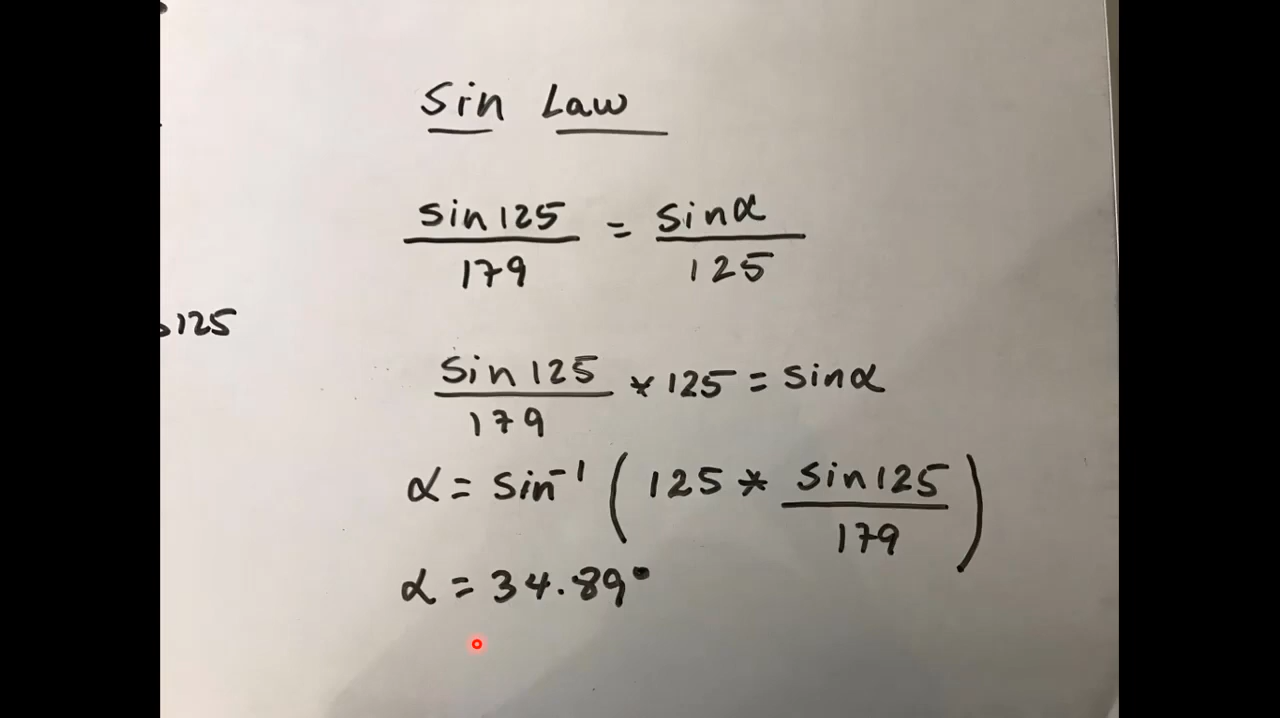 Sin Law
sin 125 / 179 = sin α / 125
125
sin 125 / 179 * 125 = sin α
α = sin⁻¹ ( 125 * sin 125 / 179 )
α = 34.89°